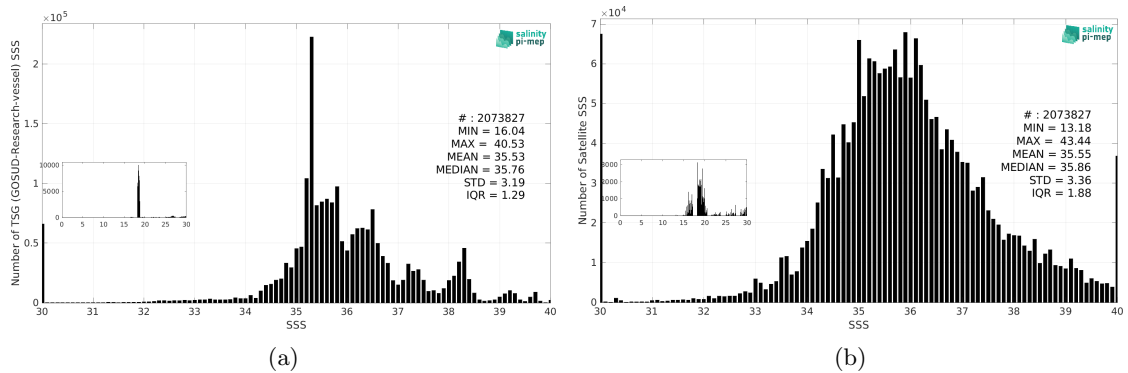 ×10⁵
Number of TSG (GOSUD-Research-vessel) SSS
2
1.5
1
0.5
0
salinity
pi-mep
# : 2073827
MIN = 16.04
MAX = 40.53
MEAN = 35.53
MEDIAN = 35.76
STD = 3.19
IQR = 1.29
10000
5000
0
0 5 10 15 20 25 30
30 31 32 33 34 35 36 37 38 39 40
SSS
(a)
×10⁴
Number of Satellite SSS
7
6
5
4
3
2
1
0
salinity
pi-mep
# : 2073827
MIN = 13.18
MAX = 43.44
MEAN = 35.55
MEDIAN = 35.86
STD = 3.36
IQR = 1.88
3000
2000
1000
0
0 5 10 15 20 25 30
30 31 32 33 34 35 36 37 38 39 40
SSS
(b)